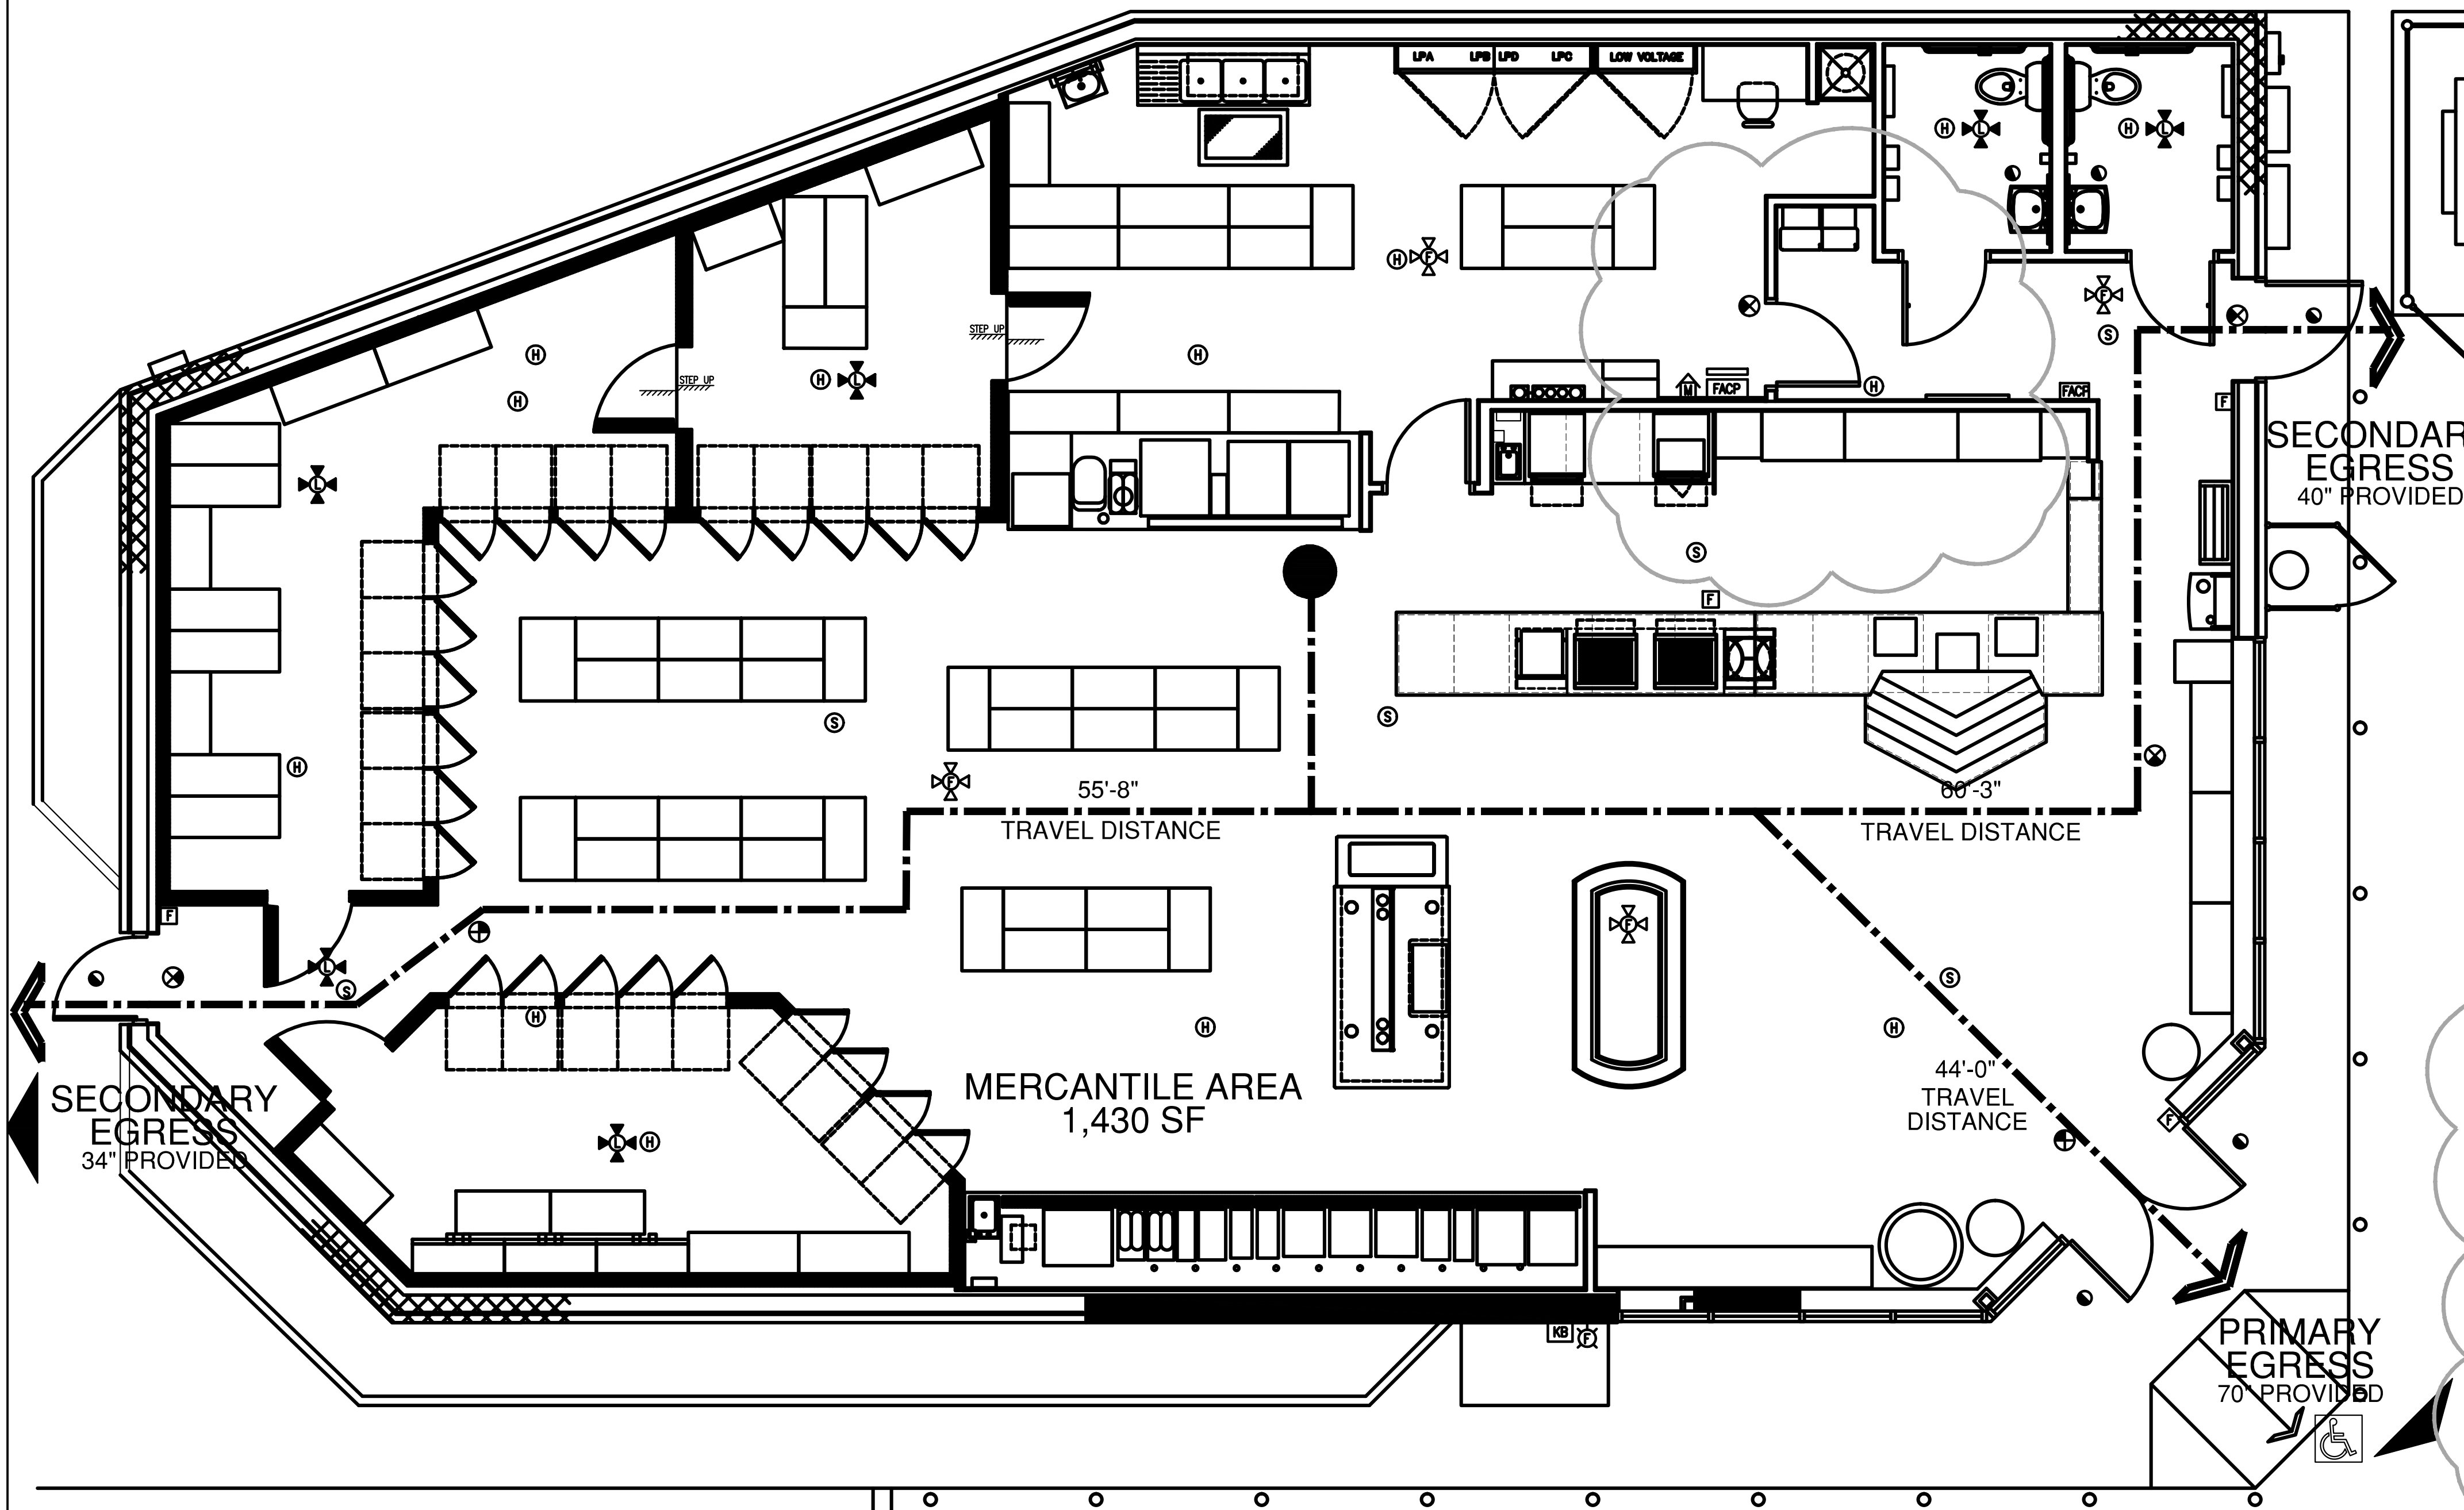 LPA LPB LPD LPC LOW VOLTAGE
H L H L
H F
F
STEP UP
S
H
H
STEP UP
H L
H
M FACP H FACP
F
SECONDAR
EGRESS
40" PROVIDED
L
S
F
S
S
H
F
55'-8"
60'-3"
TRAVEL DISTANCE
TRAVEL DISTANCE
F
F
L
S
S
H
H
H
44'-0"
TRAVEL
DISTANCE
MERCANTILE AREA
1,430 SF
SECONDARY
EGRESS
34" PROVIDED
L H
F
KB F
PRIMARY
EGRESS
70" PROVIDED